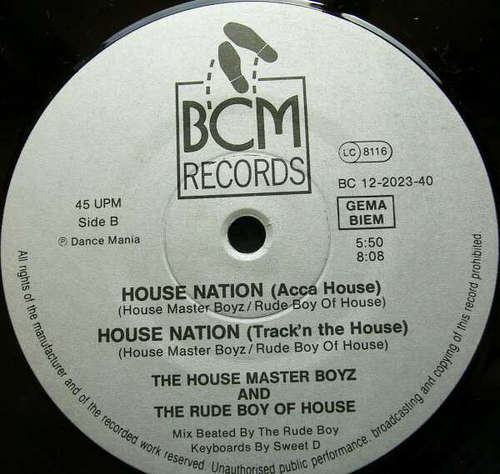 BCM
RECORDS
LC 8116
BC 12-2023-40
45 UPM
Side B
GEMA
BIEM
℗ Dance Mania
5:50
8:08
HOUSE NATION (Acca House)
(House Master Boyz/Rude Boy of House)
HOUSE NATION (Track'n the House)
(House Master Boyz/Rude Boy Of House)
THE HOUSE MASTER BOYZ
AND
THE RUDE BOY OF HOUSE
Mix Beated By The Rude Boy
Keyboards By Sweet D
All rights of the manufacturer and of the recorded work reserved. Unauthorised public performance, broadcasting and copying of this record prohibited.